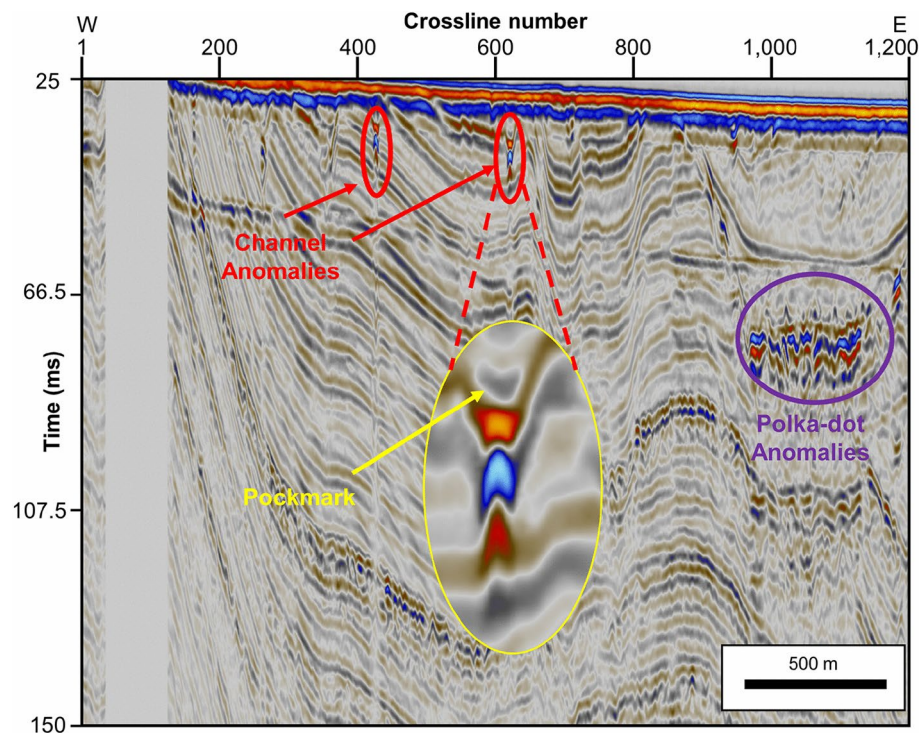 Crossline number
W E
1 200 400 600 800 1,000 1,200
25
66.5
107.5
150
Time (ms)
Channel
Anomalies
Pockmark
Polka-dot
Anomalies
500 m